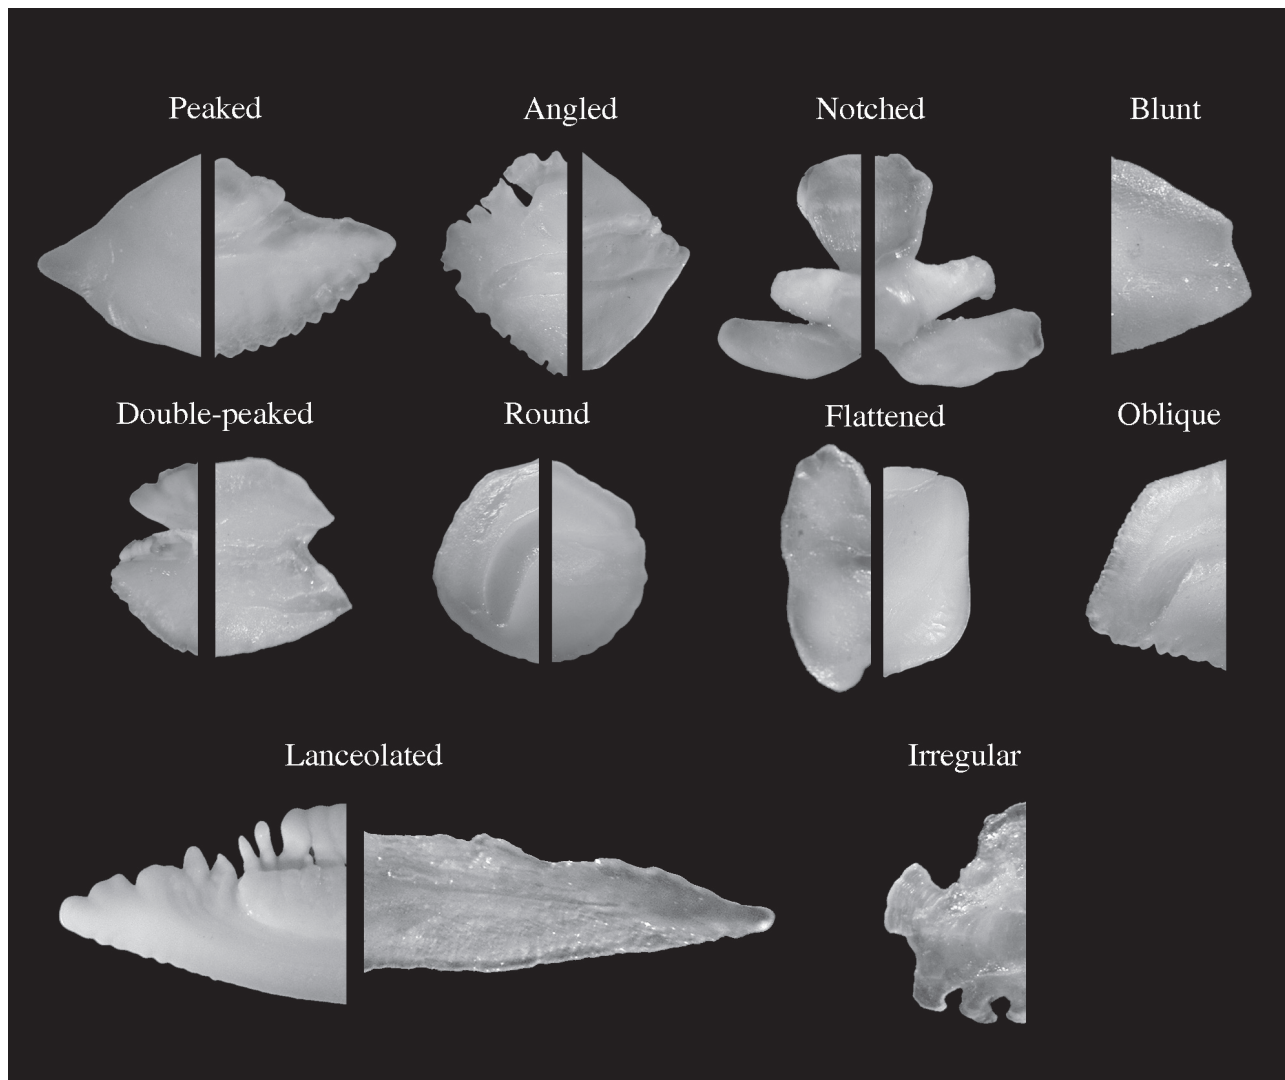 Peaked
Angled
Notched
Blunt
Double-peaked
Round
Flattened
Oblique
Lanceolated
Irregular